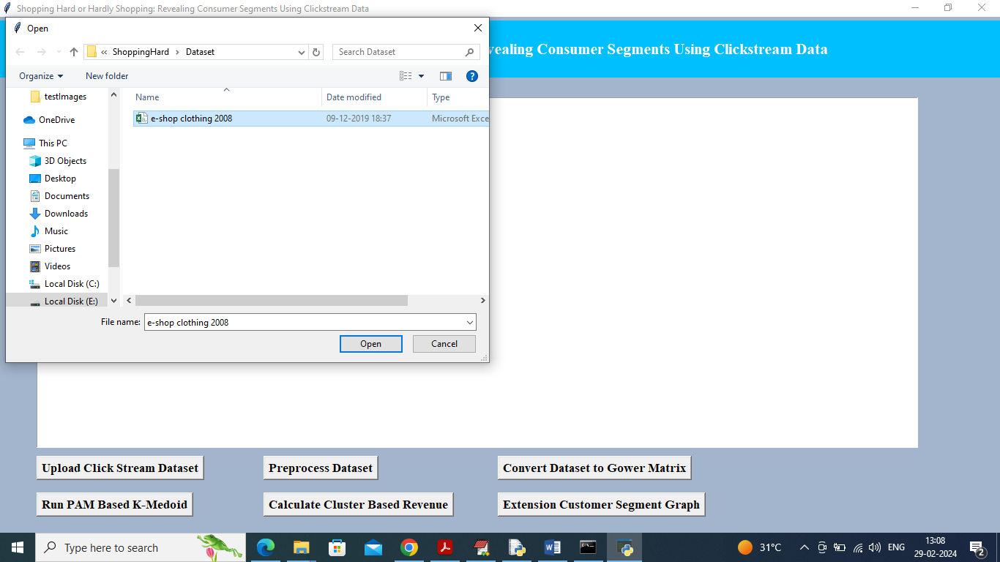 Shopping Hard or Hardly Shopping: Revealing Consumer Segments Using Clickstream Data
Open
« ShoppingHard › Dataset
Search Dataset
vealing Consumer Segments Using Clickstream Data
Organize
New folder
?
Name
Date modified
Type
testImages
OneDrive
This PC
3D Objects
Desktop
Documents
Downloads
Music
Pictures
Videos
Local Disk (C:)
Local Disk (E:)
e-shop clothing 2008
09-12-2019 18:37
Microsoft Exce
File name:
e-shop clothing 2008
Open
Cancel
Upload Click Stream Dataset
Preprocess Dataset
Convert Dataset to Gower Matrix
Run PAM Based K-Medoid
Calculate Cluster Based Revenue
Extension Customer Segment Graph
Type here to search
31°C
ENG
13:08
29-02-2024
2